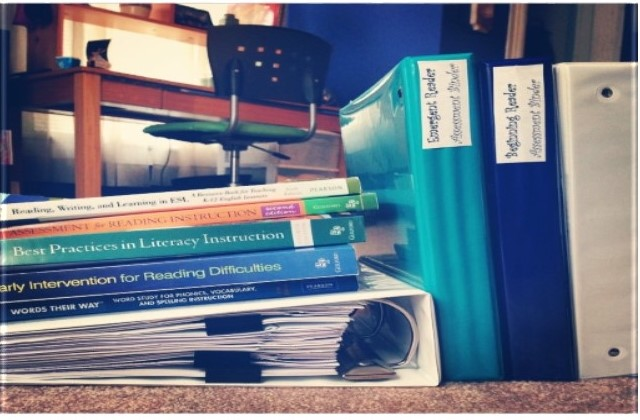 Reading, Writing, and Learning in ESL
A Resource Book for Teaching
K-12 English Learners
PEARSON
ASSESSMENT for READING INSTRUCTION
second
edition
Best Practices in Literacy Instruction
arly Intervention for Reading Difficulties
WORDS THEIR WAY
WORD STUDY FOR PHONICS, VOCABULARY,
AND SPELLING INSTRUCTION
PEARSON
Emergent Reader
Assessment Binder
Beginning Reader
Assessment Binder